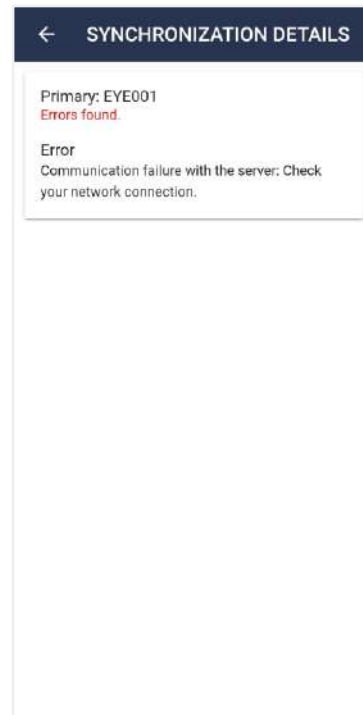 SYNCHRONIZATION DETAILS
Primary: EYE001
Errors found.
Error
Communication failure with the server: Check
your network connection.